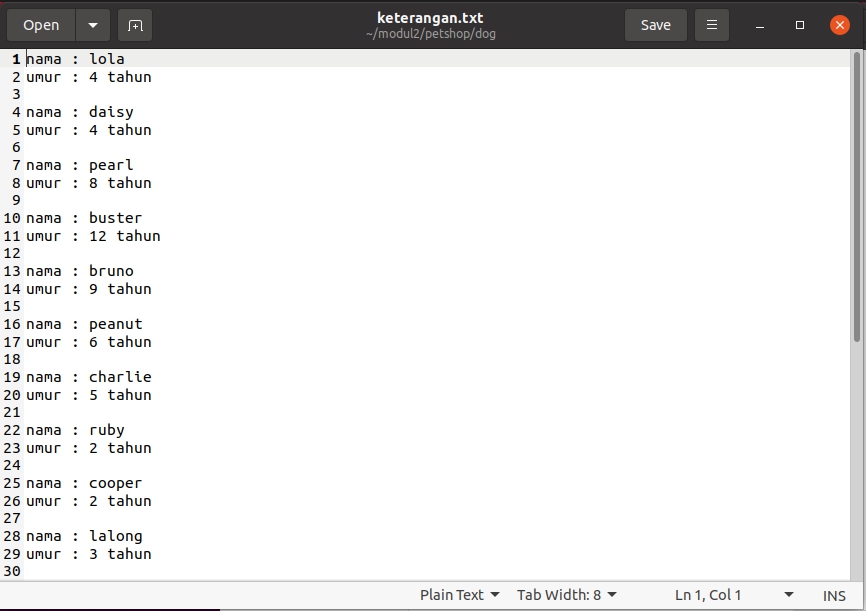 Open
keterangan.txt
~/modul2/petshop/dog
Save
1 nama : lola
2 umur : 4 tahun
3
4 nama : daisy
5 umur : 4 tahun
6
7 nama : pearl
8 umur : 8 tahun
9
10 nama : buster
11 umur : 12 tahun
12
13 nama : bruno
14 umur : 9 tahun
15
16 nama : peanut
17 umur : 6 tahun
18
19 nama : charlie
20 umur : 5 tahun
21
22 nama : ruby
23 umur : 2 tahun
24
25 nama : cooper
26 umur : 2 tahun
27
28 nama : lalong
29 umur : 3 tahun
30
Plain Text Tab Width: 8 Ln 1, Col 1 INS